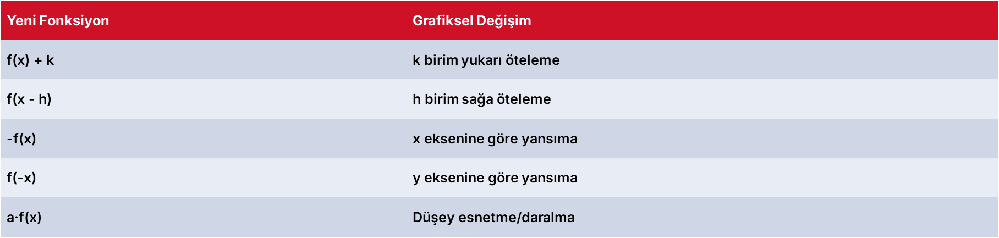 Yeni Fonksiyon Grafiksel Değişim
f(x) + k k birim yukarı öteleme
f(x - h) h birim sağa öteleme
-f(x) x eksenine göre yansıma
f(-x) y eksenine göre yansıma
a·f(x) Düşey esnetme/daralma